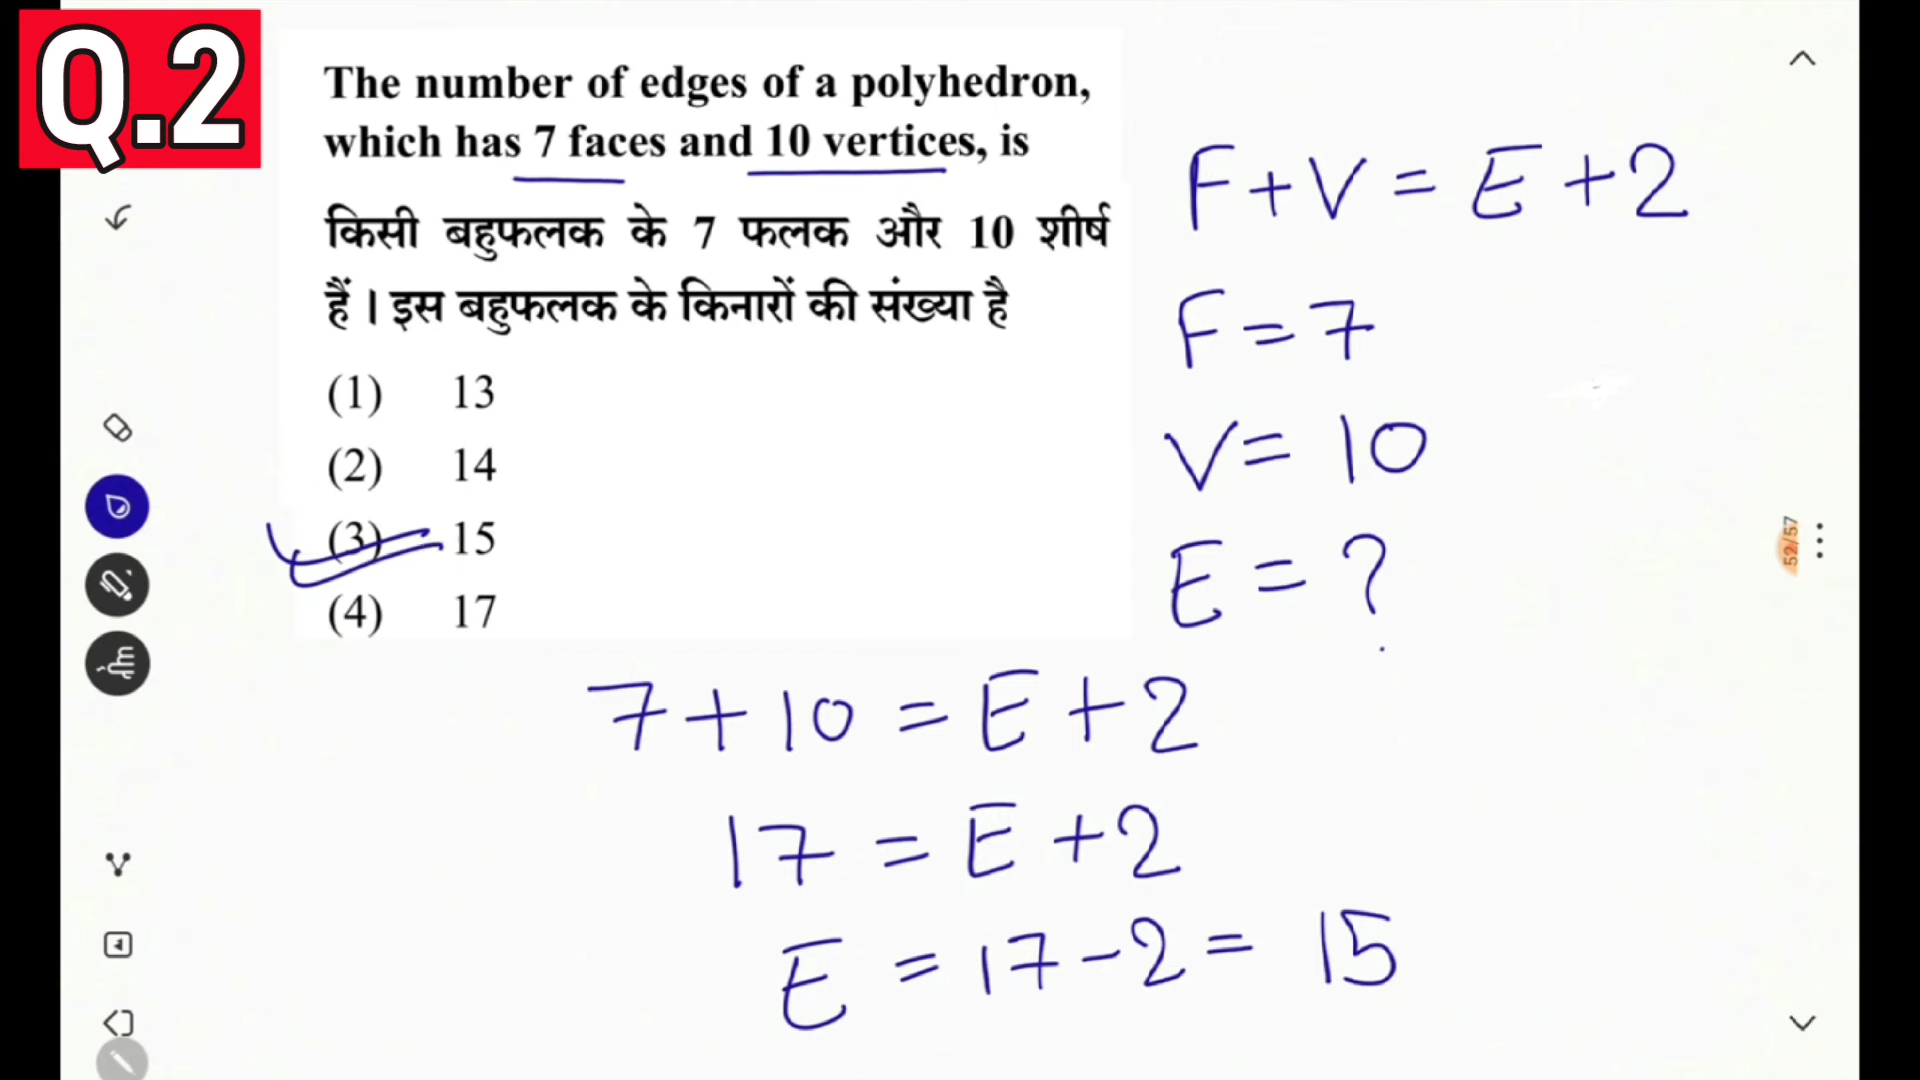 Q.2
The number of edges of a polyhedron,
which has 7 faces and 10 vertices, is
किसी बहुफलक के 7 फलक और 10 शीर्ष
हैं । इस बहुफलक के किनारों की संख्या है
(1) 13
(2) 14
(3) 15
(4) 17
F+V = E+2
F = 7
V = 10
E = ?
7+10 = E+2
17 = E+2
E = 17-2 = 15
52/57